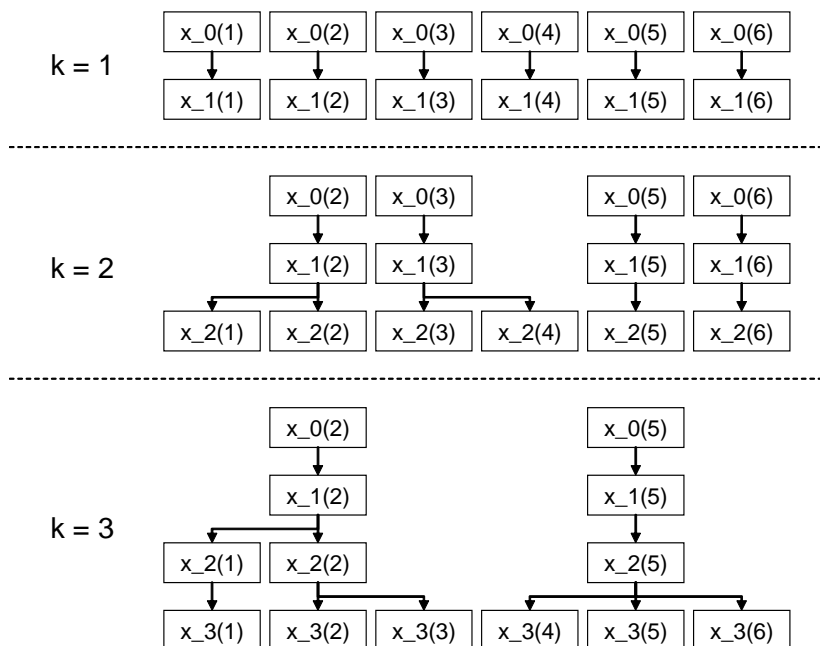 x_0(1) x_0(2) x_0(3) x_0(4) x_0(5) x_0(6)
k = 1
x_1(1) x_1(2) x_1(3) x_1(4) x_1(5) x_1(6)
x_0(2) x_0(3) x_0(5) x_0(6)
k = 2
x_1(2) x_1(3) x_1(5) x_1(6)
x_2(1) x_2(2) x_2(3) x_2(4) x_2(5) x_2(6)
x_0(2) x_0(5)
x_1(2) x_1(5)
k = 3
x_2(1) x_2(2) x_2(5)
x_3(1) x_3(2) x_3(3) x_3(4) x_3(5) x_3(6)